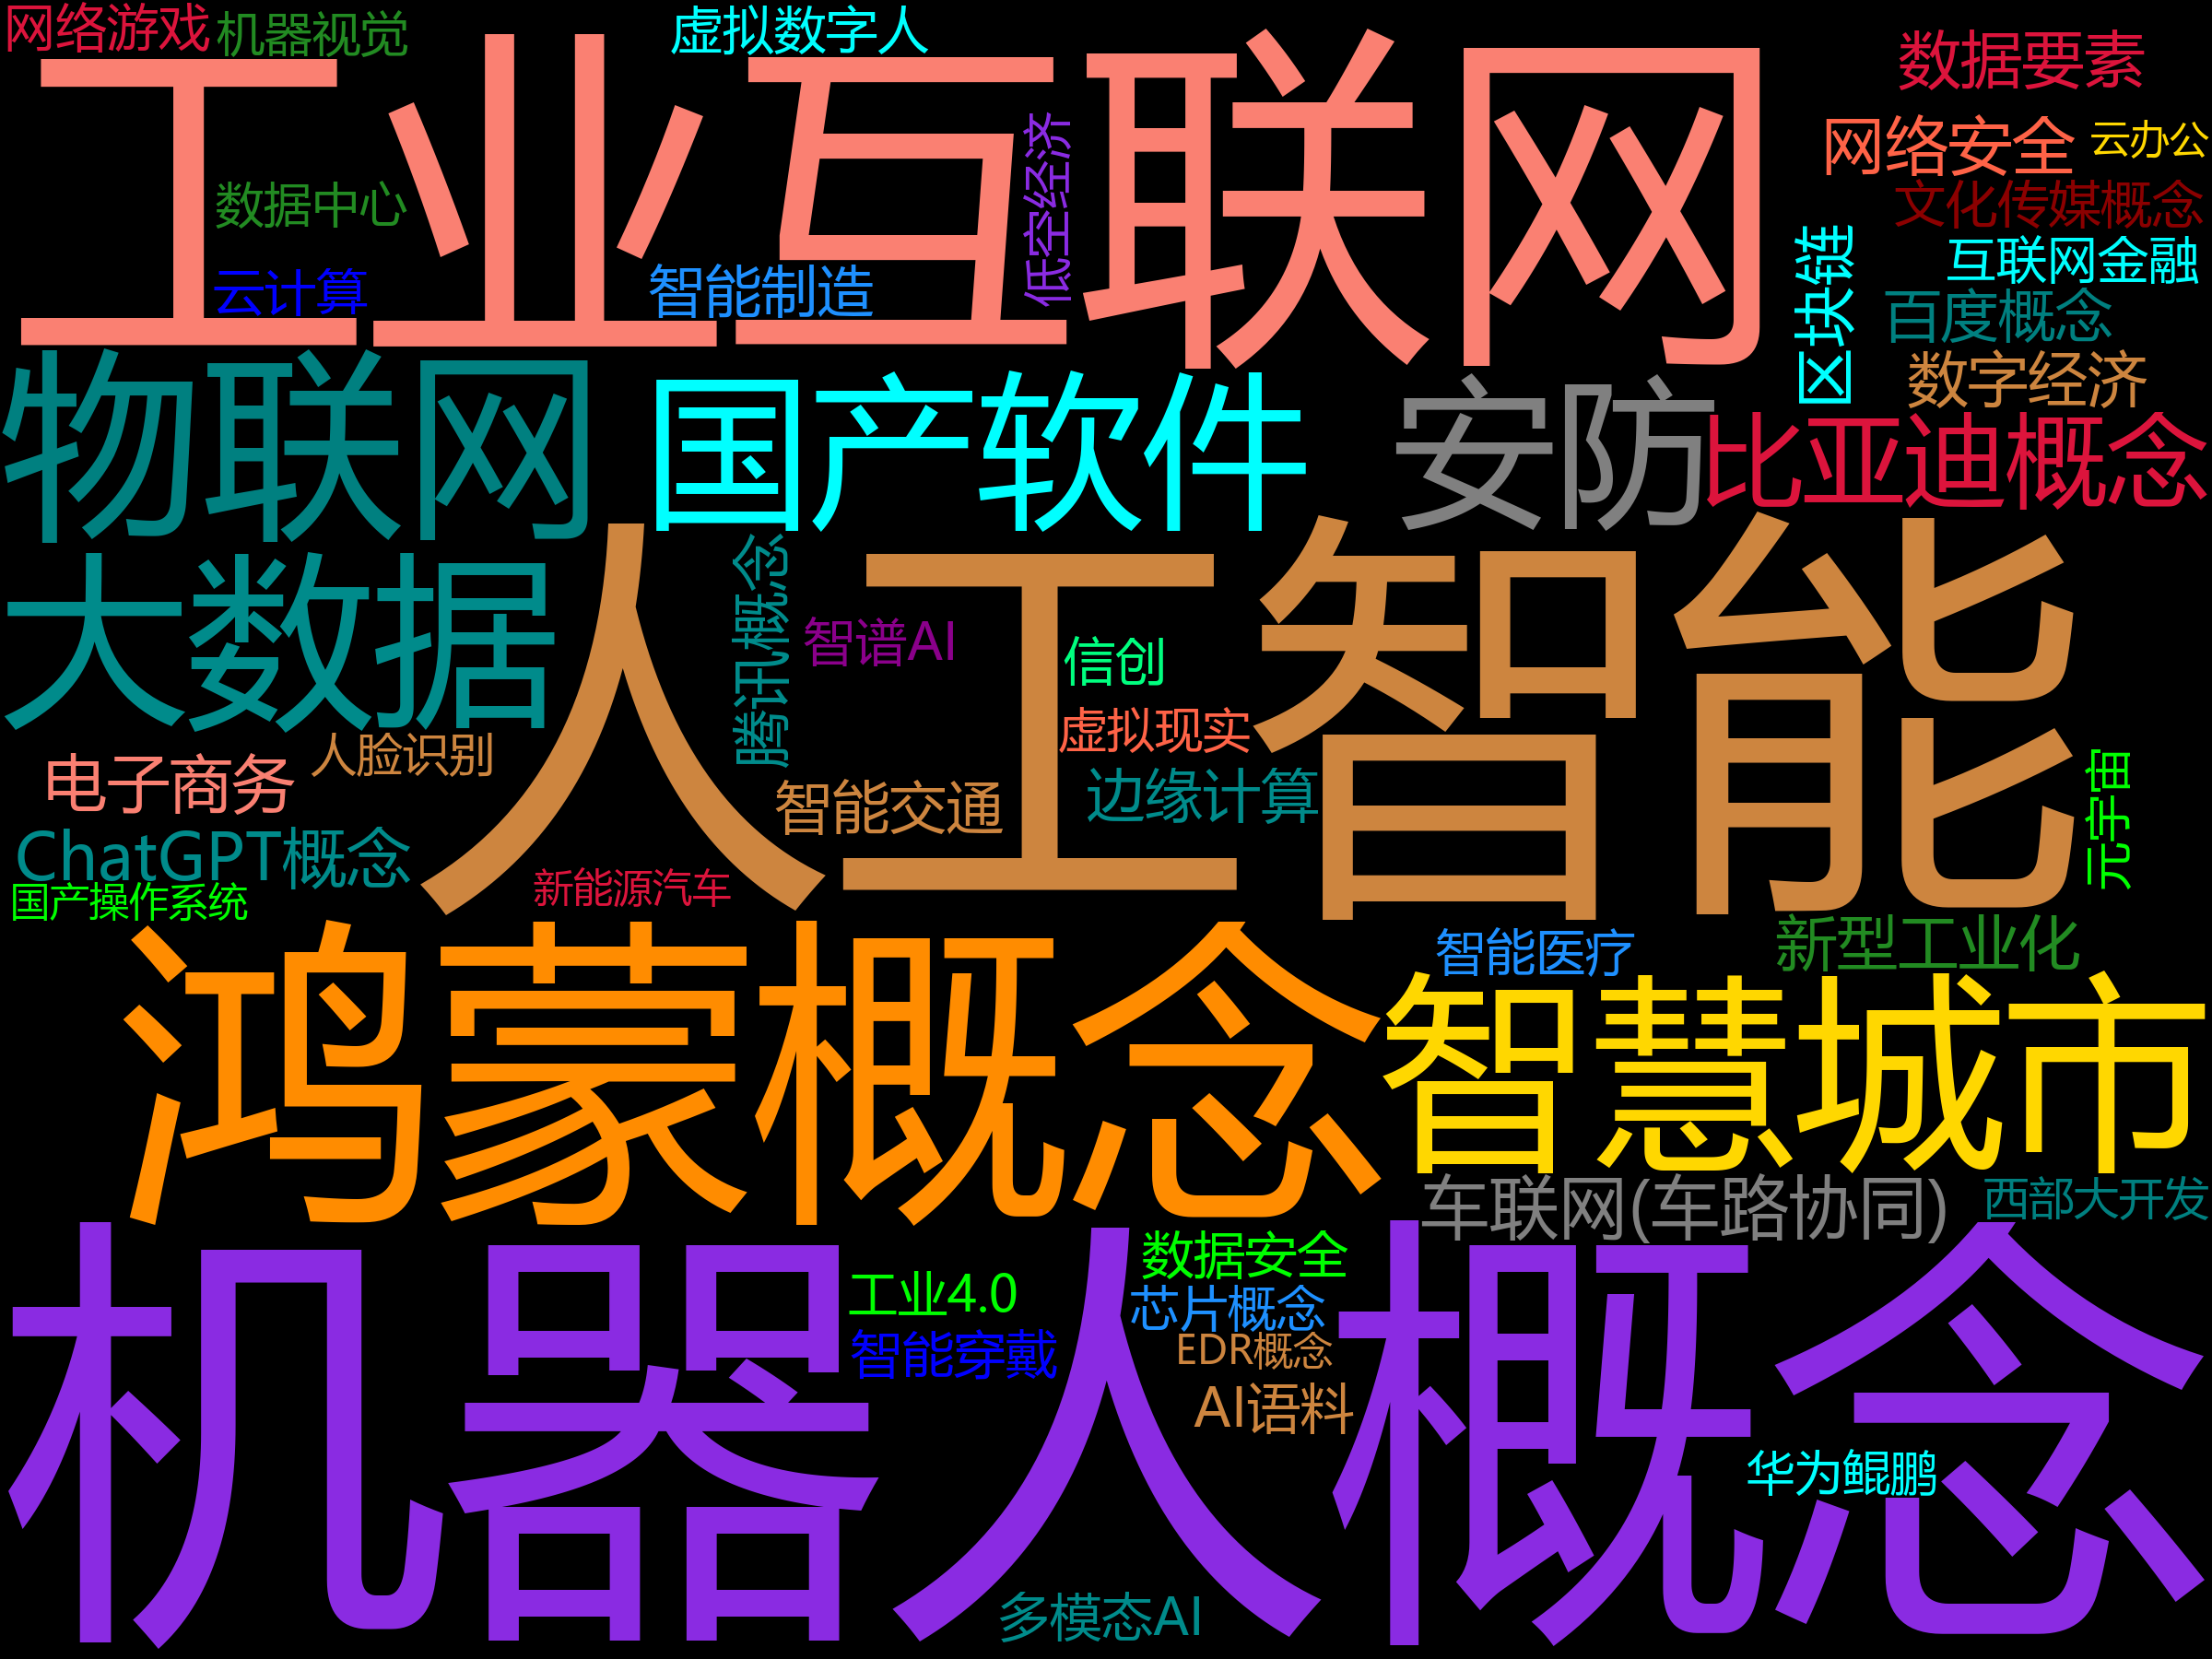 网络游戏
机器视觉
虚拟数字人
工业互联网
数据要素
网络安全
云办公
低空经济
数据中心
文化传媒概念
区块链
互联网金融
云计算
智能制造
百度概念
数字经济
物联网
国产软件
安防
比亚迪概念
大数据
人工智能
腾讯概念
智谱AI
信创
虚拟现实
人脸识别
电子商务
智能交通
边缘计算
元宇宙
ChatGPT概念
国产操作系统
新能源汽车
鸿蒙概念
智能医疗
新型工业化
智慧城市
车联网(车路协同)
西部大开发
机器人概念
数据安全
工业4.0
芯片概念
智能穿戴
EDR概念
AI语料
华为鲲鹏
多模态AI